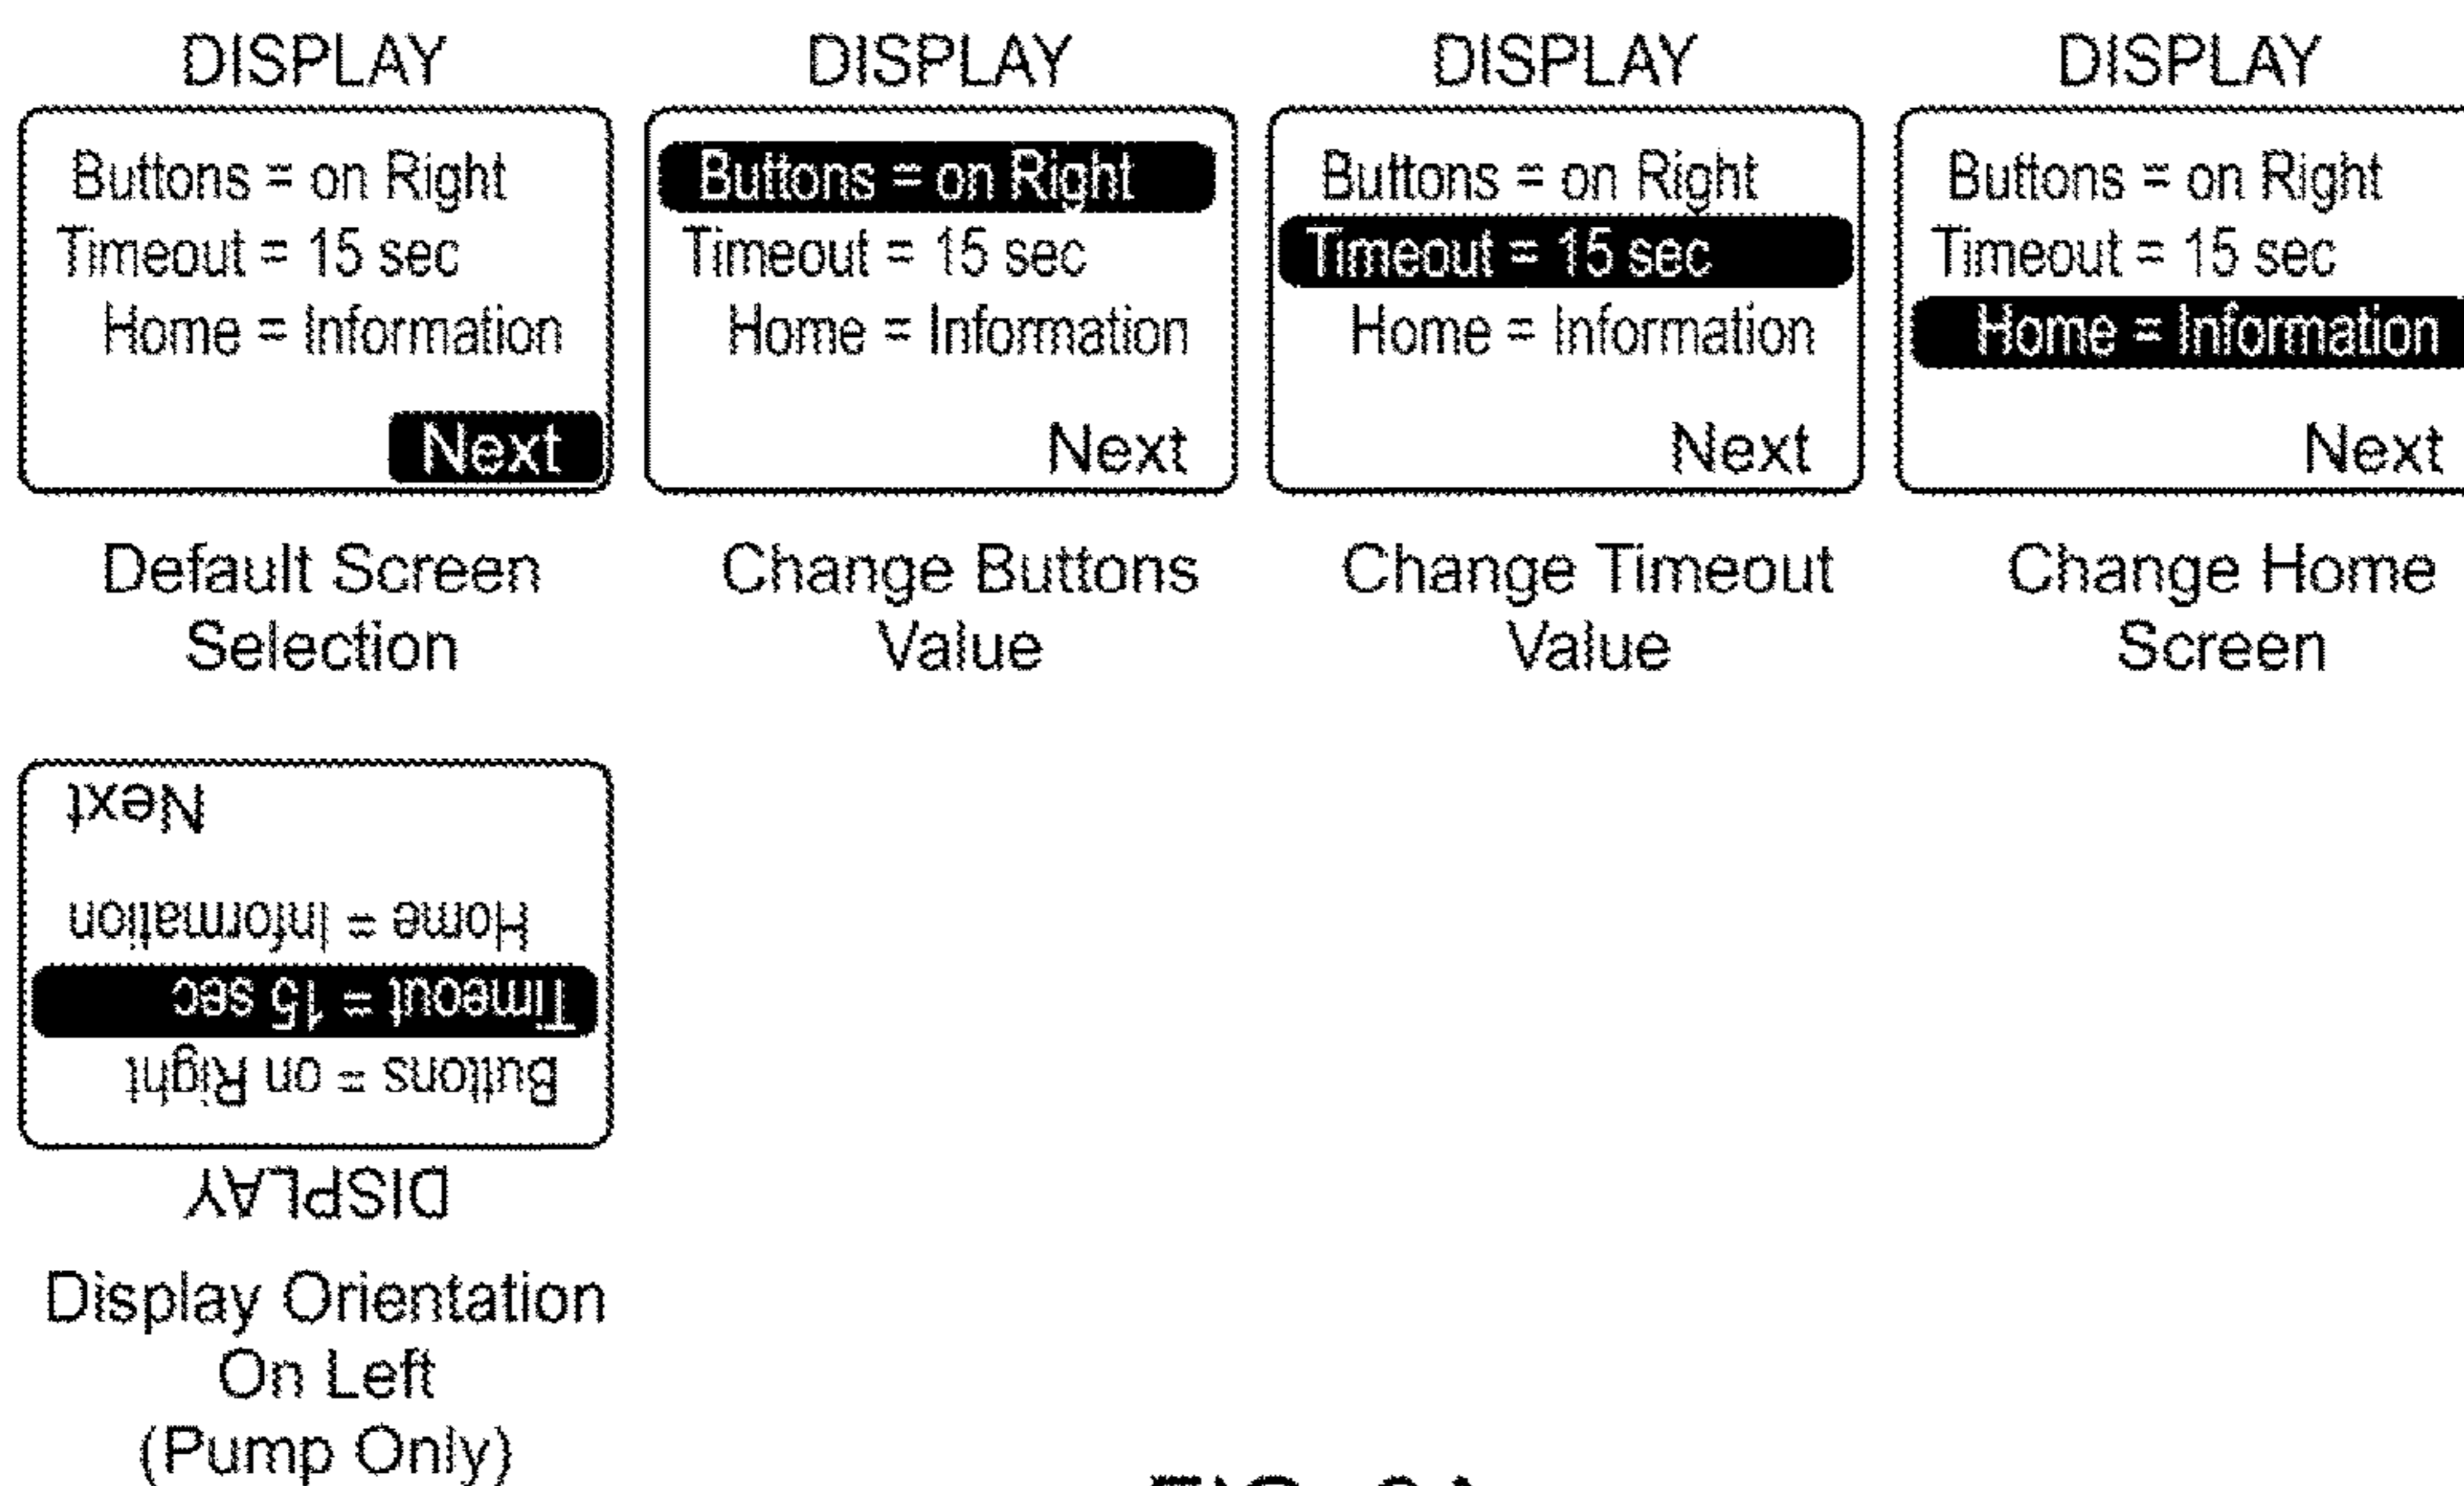 DISPLAY
Buttons = on Right
Timeout = 15 sec
Home = Information
Next
Default Screen
Selection
DISPLAY
Buttons = on Right
Timeout = 15 sec
Home = Information
Next
Change Buttons
Value
DISPLAY
Buttons = on Right
Timeout = 15 sec
Home = Information
Next
Change Timeout
Value
DISPLAY
Buttons = on Right
Timeout = 15 sec
Home = Information
Next
Change Home
Screen
DISPLAY
Buttons = on Right
Timeout = 15 sec
Home = Information
Next
Display Orientation
On Left
(Pump Only)